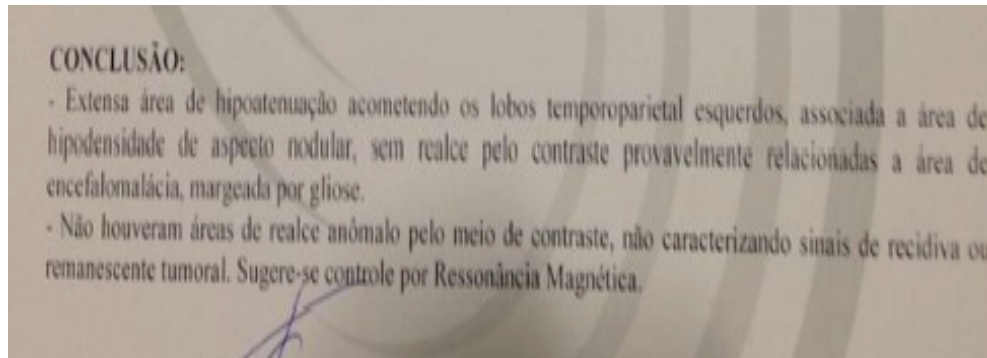 CONCLUSÃO:
- Extensa área de hipoatenuação acometendo os lobos temporoparietal esquerdos, associada a área de
hipodensidade de aspecto nodular, sem realce pelo contraste provavelmente relacionadas a área de
encefalomalácia, margeada por gliose.
- Não houveram áreas de realce anômalo pelo meio de contraste, não caracterizando sinais de recidiva ou
remanescente tumoral. Sugere-se controle por Ressonância Magnética.